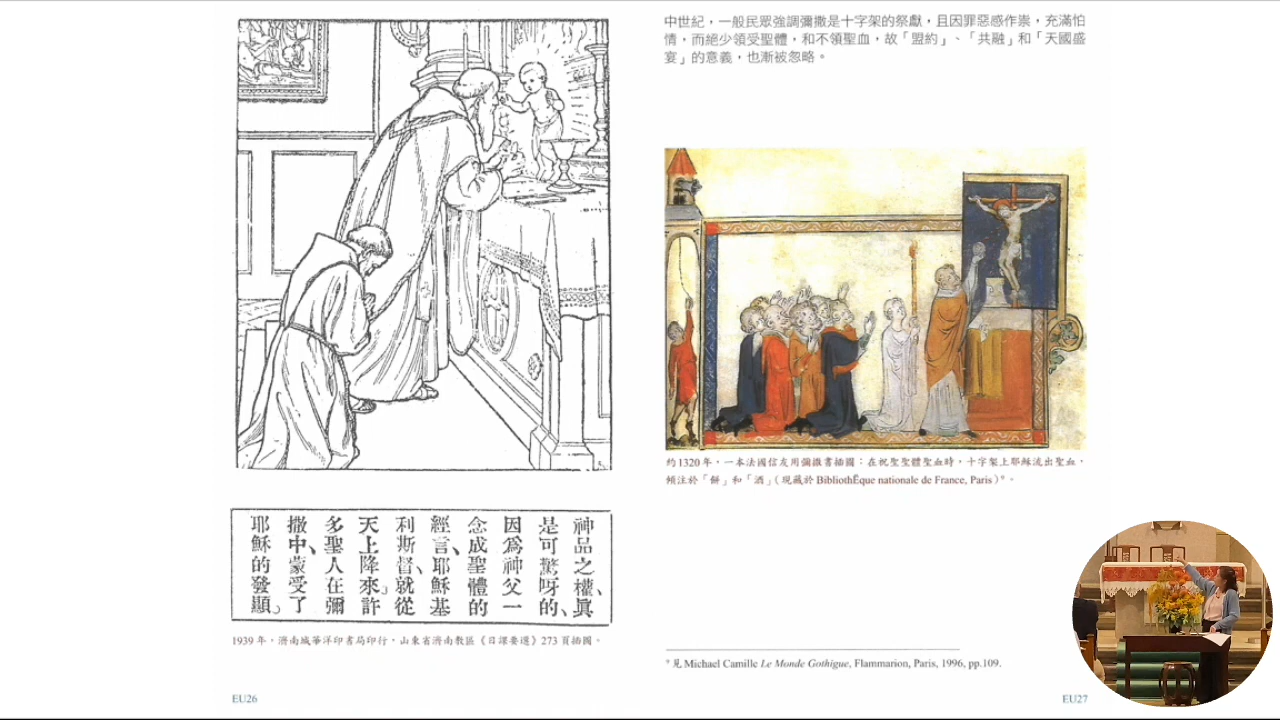 中世紀，一般民眾強調彌撒是十字架的祭獻，且因罪惡感作祟，充滿怕
情，而絕少領受聖體，和不領聖血，故「盟約」、「共融」和「天國盛
宴」的意義，也漸被忽略。
神品之權、眞
是可驚呀的、
因爲神父一
念成聖體的
經言、耶穌基
利斯督、就從
天上降來」許
多聖人在彌
撒中、蒙受了
耶穌的發顯」
1939 年，濟南城華洋印書局印行，山東省濟南教區《日課要選》273 頁插圖。
EU26
約 1320 年，一本法國信友用彌撒書插圖：在祝聖聖體聖血時，十字架上耶穌流出聖血，
傾注於「餅」和「酒」（現藏於 BibliothËque nationale de France, Paris）°。
° 見 Michael Camille Le Monde Gothigue, Flammarion, Paris, 1996, pp.109.
EU27